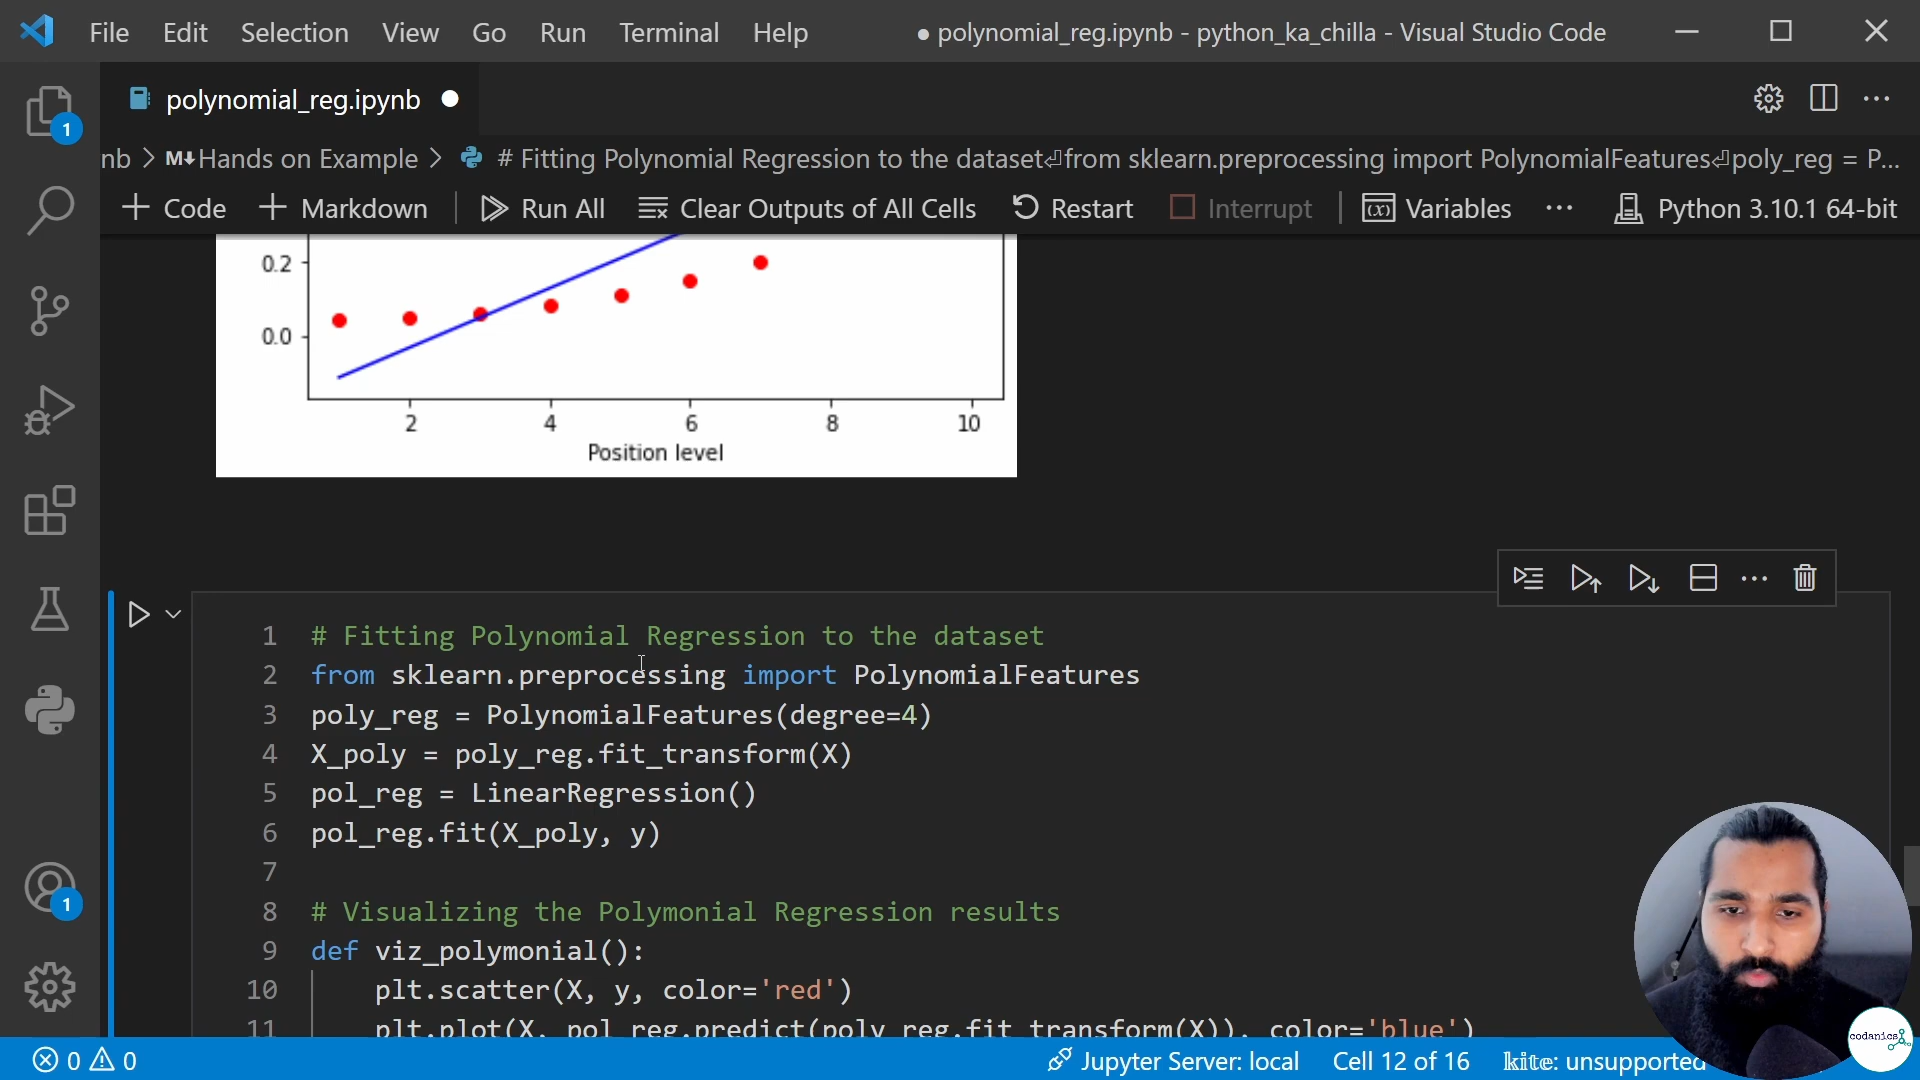 File Edit Selection View Go Run Terminal Help
● polynomial_reg.ipynb - python_ka_chilla - Visual Studio Code
polynomial_reg.ipynb
nb > M↓Hands on Example > # Fitting Polynomial Regression to the dataset⏎from sklearn.preprocessing import PolynomialFeatures⏎poly_reg = P...
Code Markdown Run All Clear Outputs of All Cells Restart Interrupt Variables ... Python 3.10.1 64-bit
0.2
0.0
2 4 6 8 10
Position level
1 # Fitting Polynomial Regression to the dataset
2 from sklearn.preprocessing import PolynomialFeatures
3 poly_reg = PolynomialFeatures(degree=4)
4 X_poly = poly_reg.fit_transform(X)
5 pol_reg = LinearRegression()
6 pol_reg.fit(X_poly, y)
7
8 # Visualizing the Polymonial Regression results
9 def viz_polymonial():
10 plt.scatter(X, y, color='red')
11 plt.plot(X, pol_reg.predict(poly_reg.fit_transform(X)), color='blue')
1
1
0 0
Jupyter Server: local Cell 12 of 16 kite: unsupported
codanics